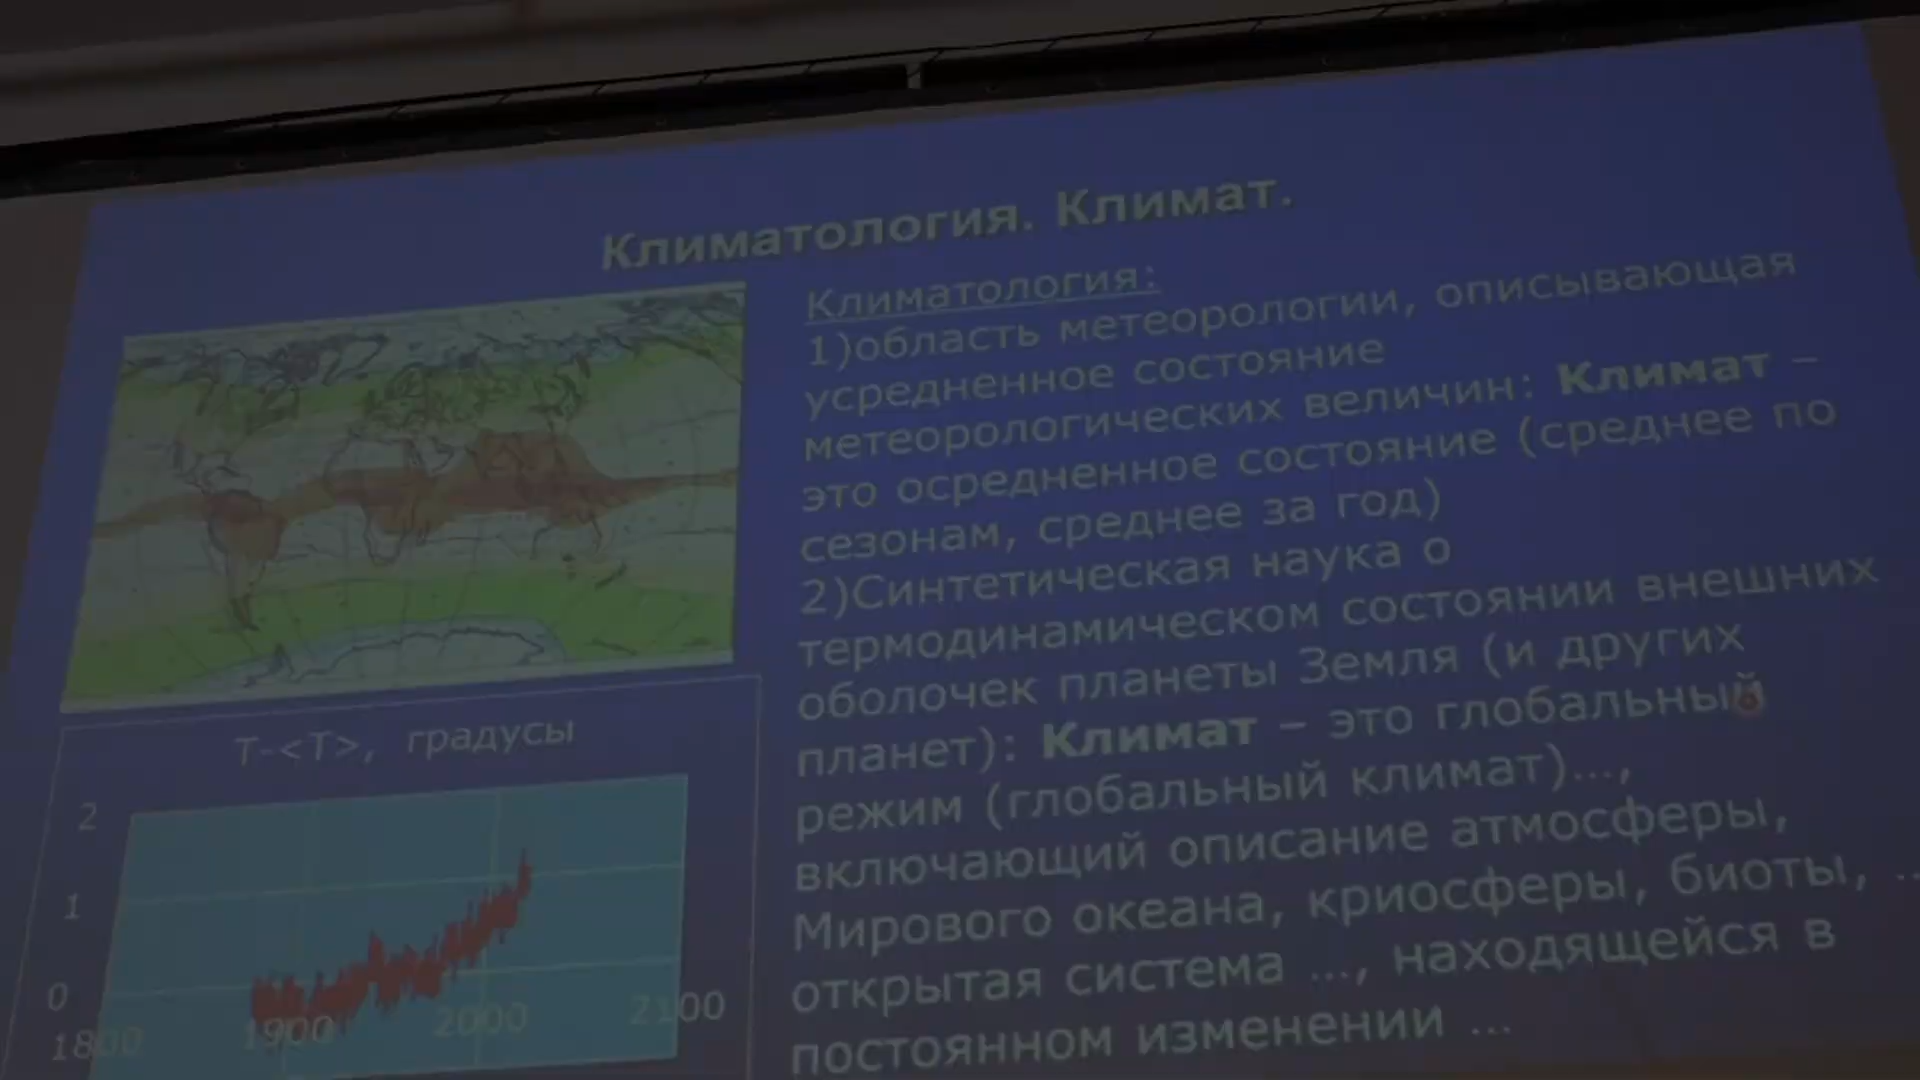 Климатология. Климат.
Климатология:
1)область метеорологии, описывающая
усредненное состояние
метеорологических величин: Климат –
это осредненное состояние (среднее по
сезонам, среднее за год)
2)Синтетическая наука о
термодинамическом состоянии внешних
оболочек планеты Земля (и других
планет): Климат – это глобальный
режим (глобальный климат)...,
включающий описание атмосферы,
Мирового океана, криосферы, биоты, ..
открытая система ..., находящейся в
постоянном изменении ...
T-<T>, градусы
2
1
0
1800 1900 2000 2100